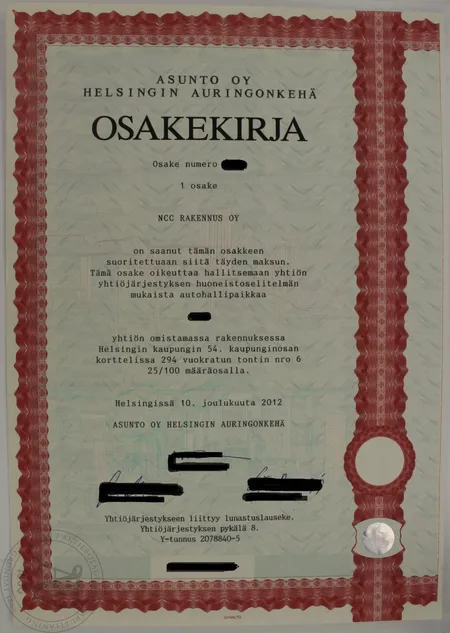 ASUNTO OY
HELSINGIN AURINGONKEHÄ
OSAKEKIRJA
Osake numero
1 osake
NCC RAKENNUS OY
on saanut tämän osakkeen
suoritettuaan siitä täyden maksun.
Tämä osake oikeuttaa hallitsemaan yhtiön
yhtiöjärjestyksen huoneistoselitelmän
mukaista autohallipaikkaa
yhtiön omistamassa rakennuksessa
Helsingin kaupungin 54. kaupunginosan
korttelissa 294 vuokratun tontin nro 6
25/100 määräosalla.
Helsingissä 10. joulukuuta 2012
ASUNTO OY HELSINGIN AURINGONKEHÄ
Yhtiöjärjestykseen liittyy lunastuslauseke.
Yhtiöjärjestyksen pykälä 8.
Y-tunnus 2078840-5